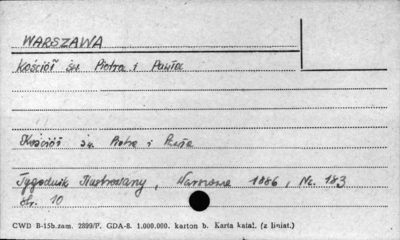 WARSZAWA
Kościół św. Piotra i Pawła
Kościół św. Piotra i Pawła
Tygodnik Ilustrowany, Warszawa 1886, Nr. 183
str. 10
CWD B-15b.zam. 2899/P. GDA-8. 1.000.000. karton b. Karta katal. (z liniat.)